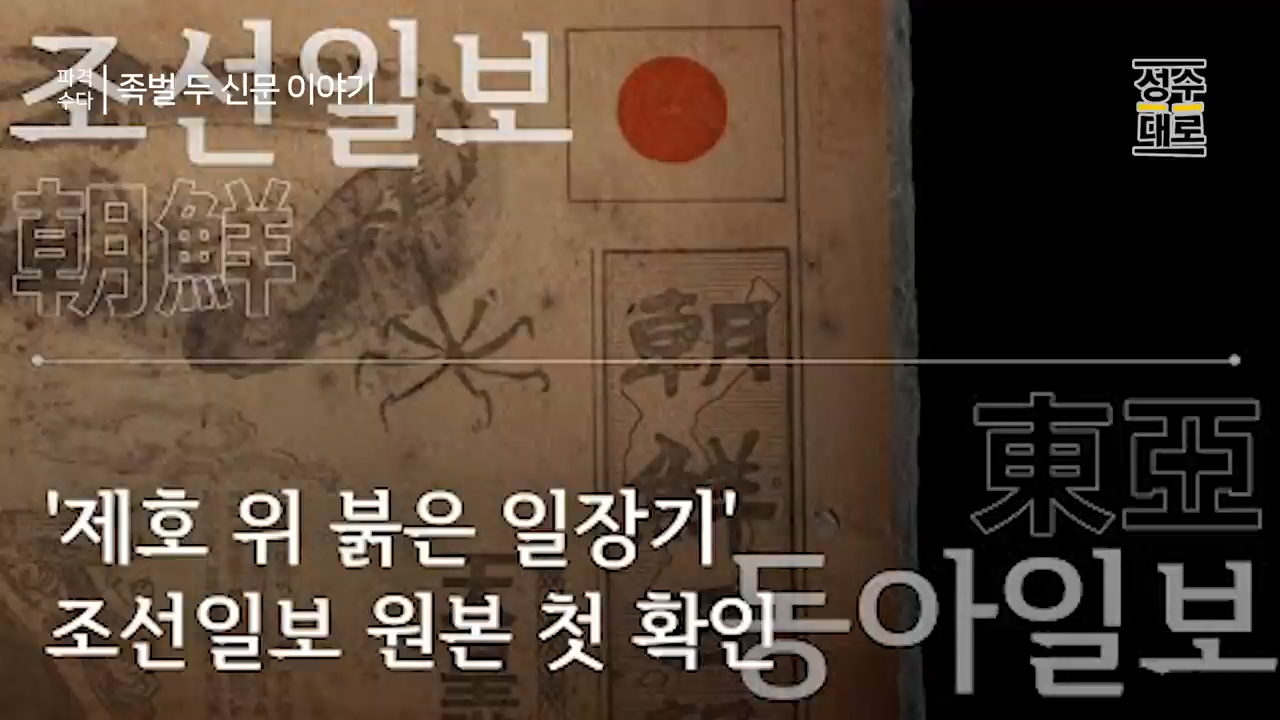 조선일보
파격
수다
족벌 두 신문 이야기
성수
대로
朝鮮
朝
鮮
東亞
'제호 위 붉은 일장기'
조선일보 원본 첫 확인
동아일보